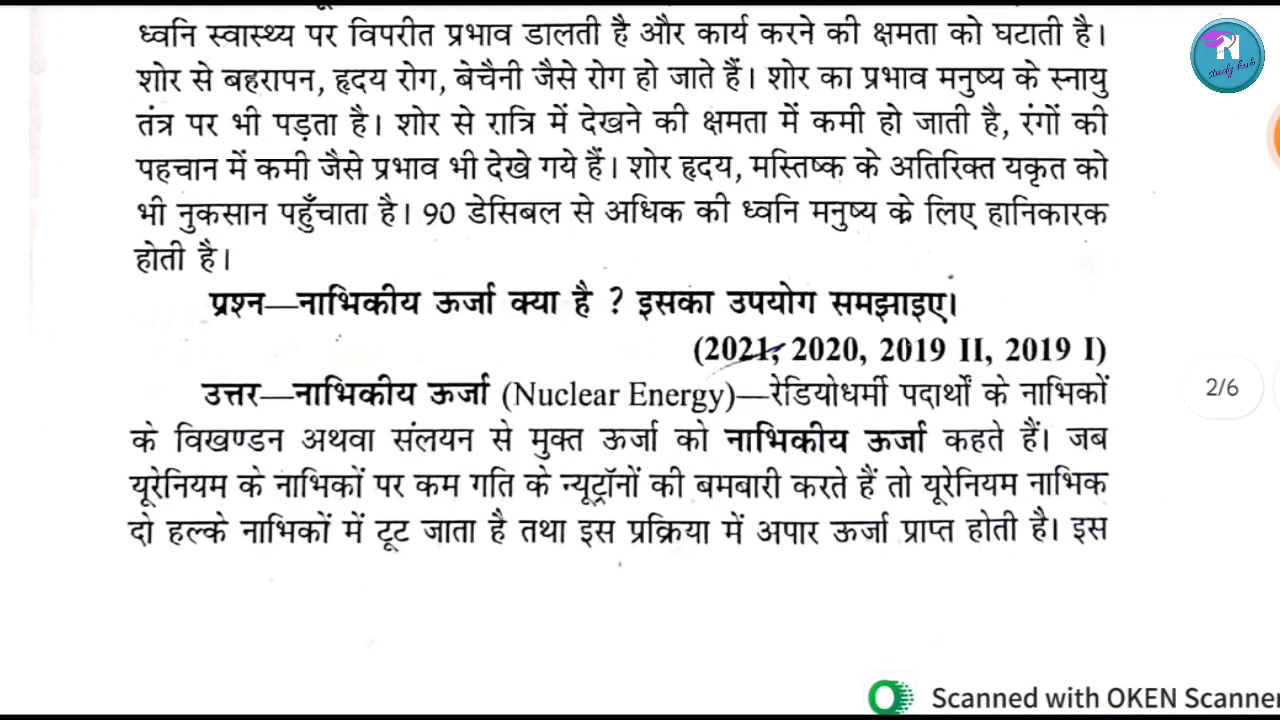 ध्वनि स्वास्थ्य पर विपरीत प्रभाव डालती है और कार्य करने की क्षमता को घटाती है।
शोर से बहरापन, हृदय रोग, बेचैनी जैसे रोग हो जाते हैं। शोर का प्रभाव मनुष्य के स्नायु
तंत्र पर भी पड़ता है। शोर से रात्रि में देखने की क्षमता में कमी हो जाती है, रंगों की
पहचान में कमी जैसे प्रभाव भी देखे गये हैं। शोर हृदय, मस्तिष्क के अतिरिक्त यकृत को
भी नुकसान पहुँचाता है। 90 डेसिबल से अधिक की ध्वनि मनुष्य के लिए हानिकारक
होती है।
प्रश्न—नाभिकीय ऊर्जा क्या है ? इसका उपयोग समझाइए।
(2021, 2020, 2019 II, 2019 I)
उत्तर—नाभिकीय ऊर्जा (Nuclear Energy)—रेडियोधर्मी पदार्थों के नाभिकों
के विखण्डन अथवा संलयन से मुक्त ऊर्जा को नाभिकीय ऊर्जा कहते हैं। जब
यूरेनियम के नाभिकों पर कम गति के न्यूट्रॉनों की बमबारी करते हैं तो यूरेनियम नाभिक
दो हल्के नाभिकों में टूट जाता है तथा इस प्रक्रिया में अपार ऊर्जा प्राप्त होती है। इस
study hub
2/6
Scanned with OKEN Scanner